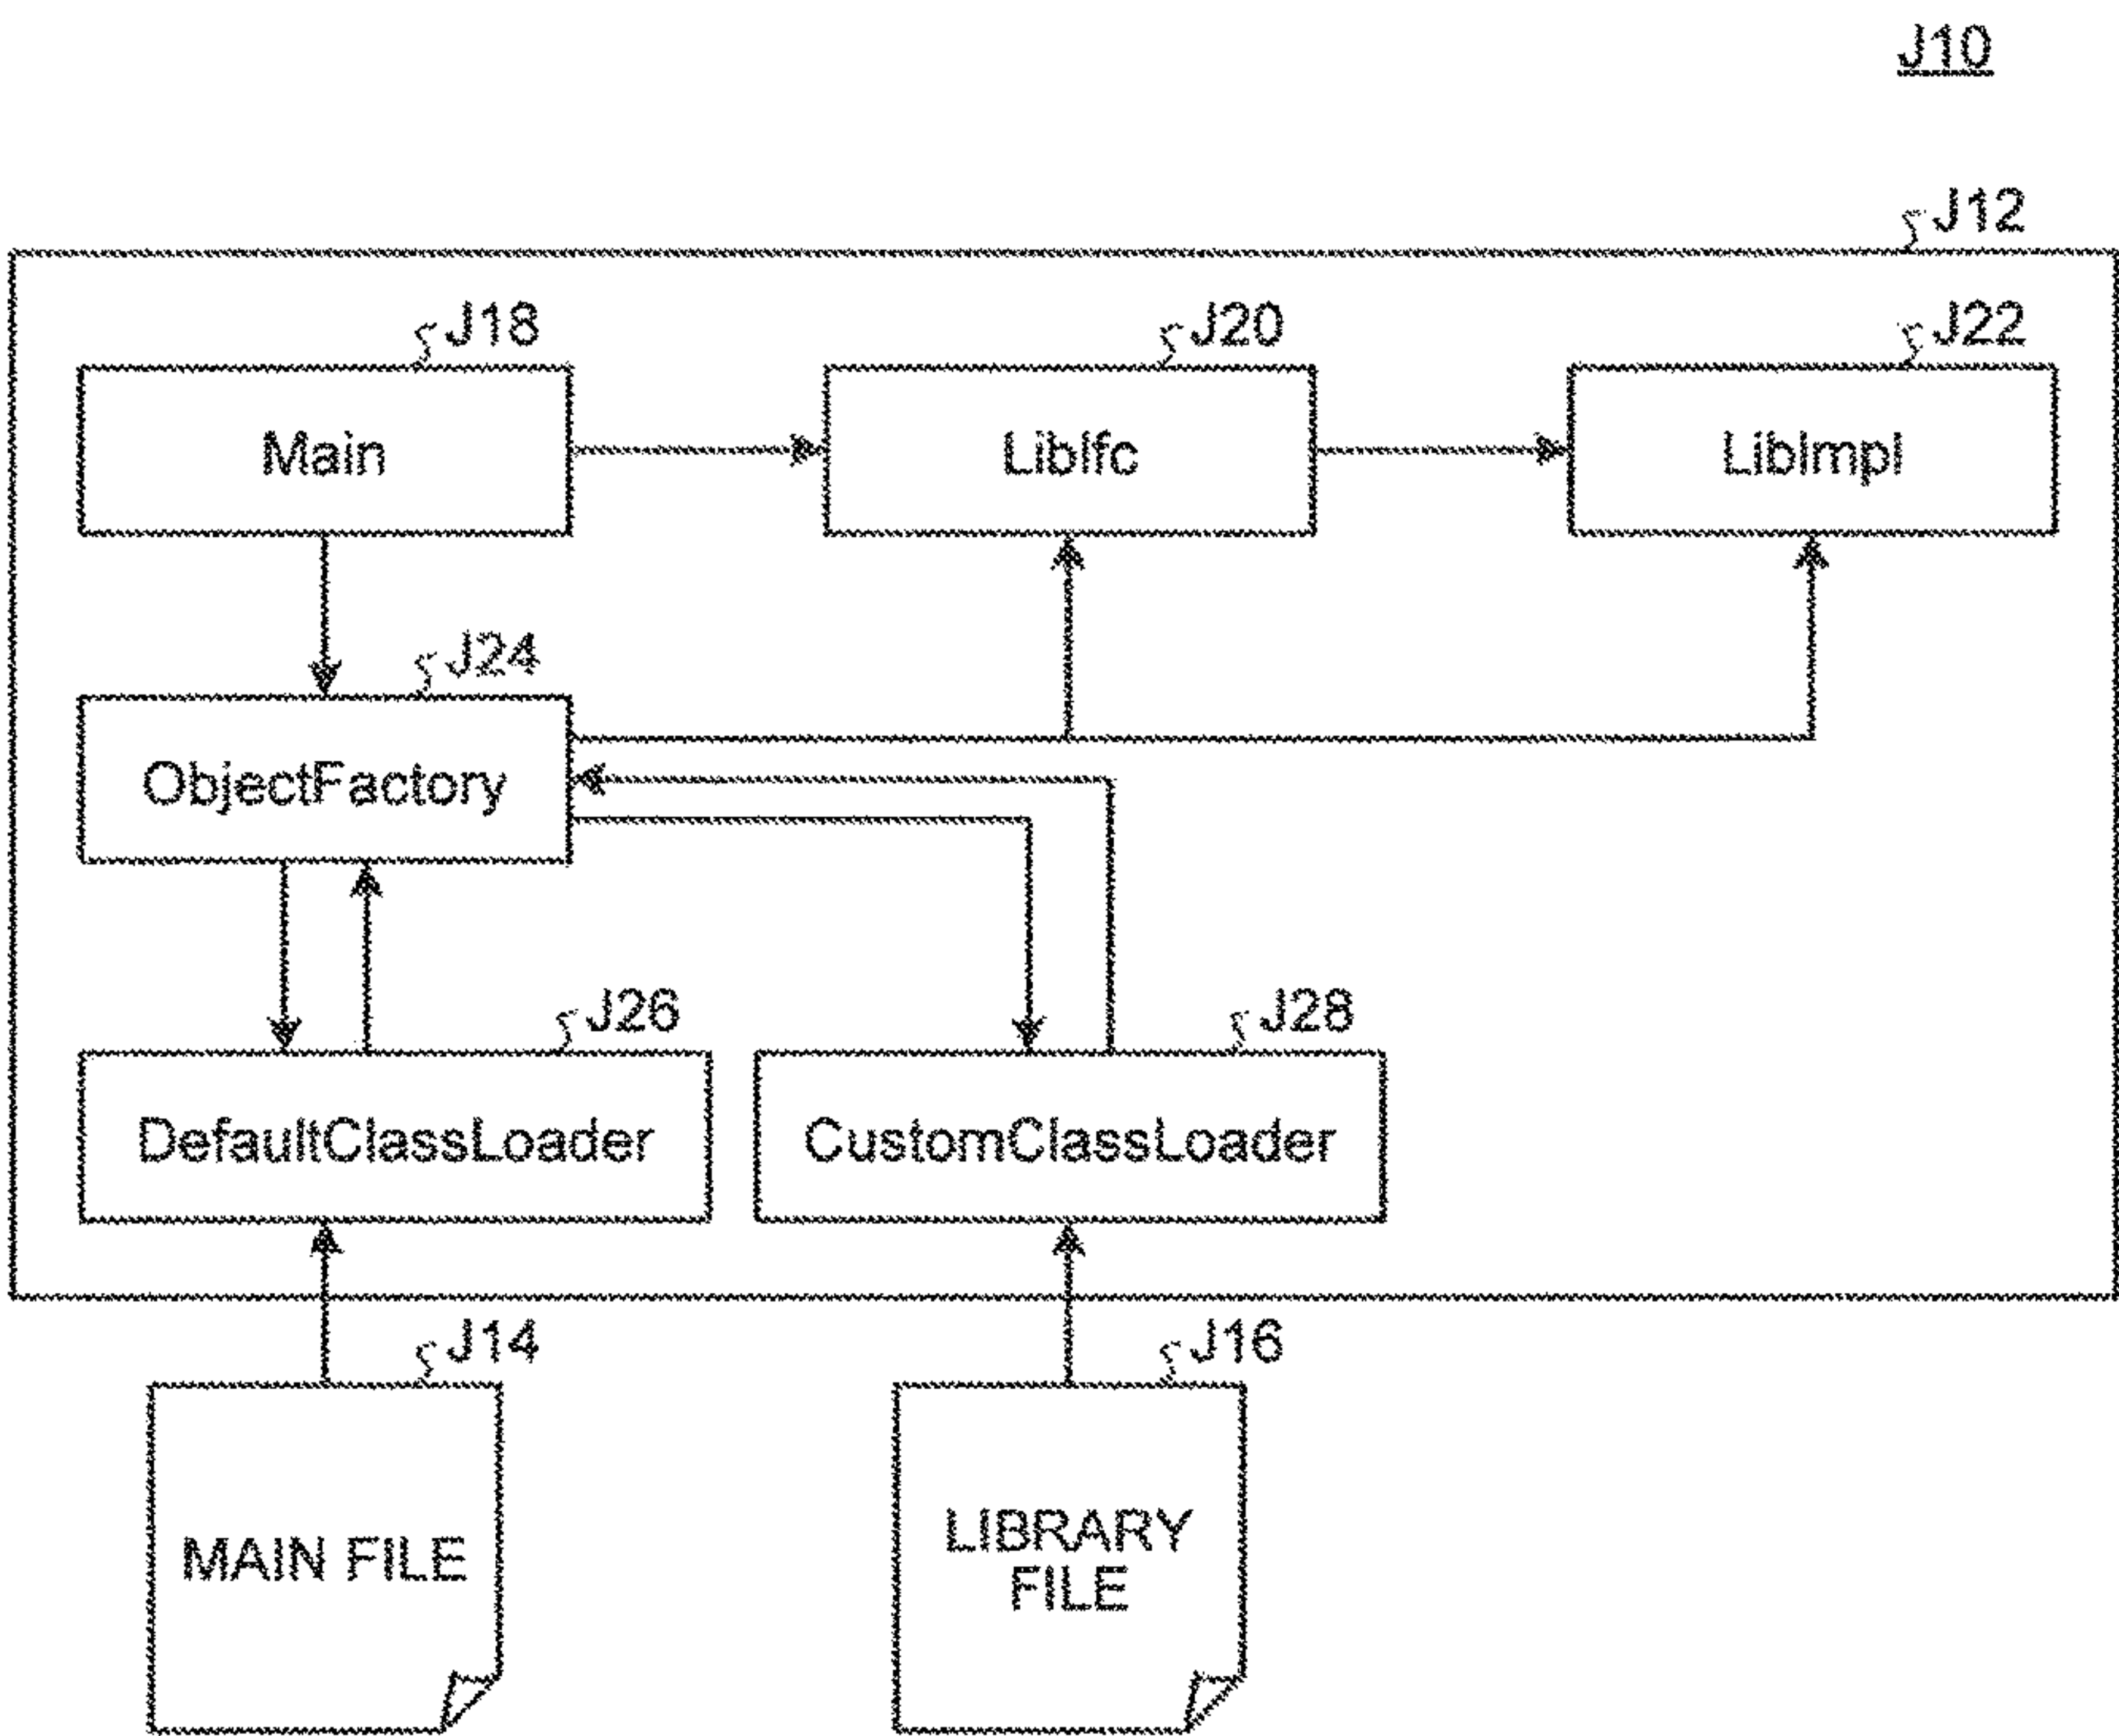 J10
J12
J18
J20
J22
Main
LibIfc
LibImpl
J24
ObjectFactory
J26
J28
DefaultClassLoader
CustomClassLoader
J14
J16
MAIN FILE
LIBRARY
FILE